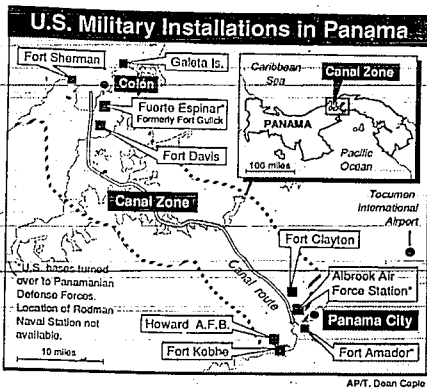 U.S. Military Installations in Panama
Fort Sherman
Galeta Is.
Colón
Fuerte Espinar*
Formerly Fort Gulick
Fort Davis
Caribbean
Sea
Canal Zone
PANAMA
Pacific
Ocean
100 miles
Tocumen
International
Airport
Canal Zone
Canal route
Fort Clayton
Albrook Air
Force Station*
Panama City
Howard A.F.B.
Fort Kobbe
Fort Amador*
*U.S. bases turned
over to Panamanian
Defense Forces.
Location of Rodman
Naval Station not
available.
10 miles
AP/T. Dean Caple